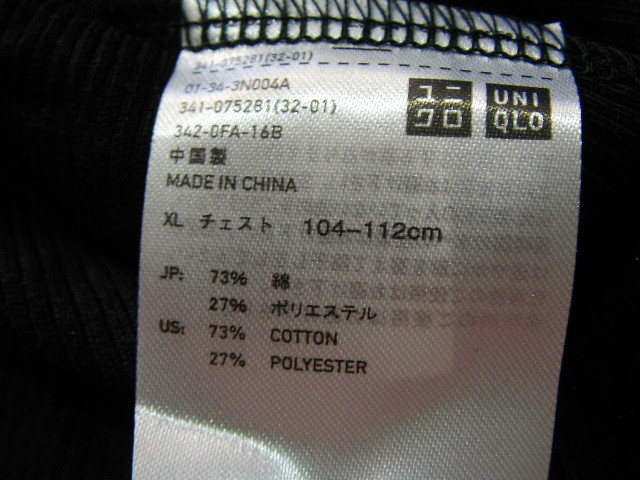 341-075281(32-01)
01-34-3N004A
341-075281(32-01)
342-0FA-16B
ユニクロ
UNIQLO
中国製
MADE IN CHINA
XL チェスト 104-112cm
JP: 73% 綿
27% ポリエステル
US: 73% COTTON
27% POLYESTER